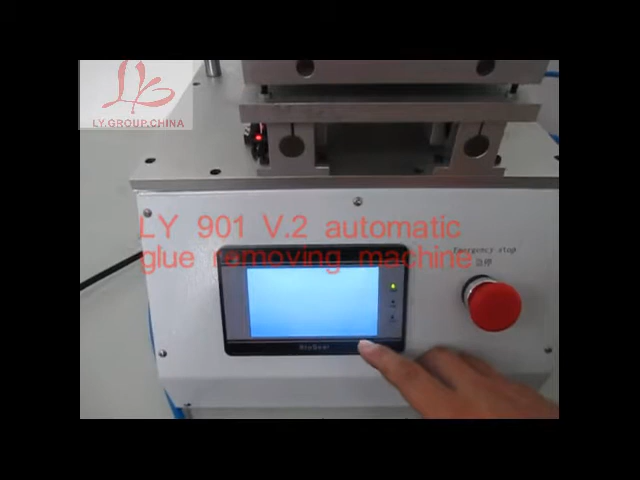 LY.GROUP.CHINA
LY 901 V.2 automatic
glue removing machine
Emergency stop
急停